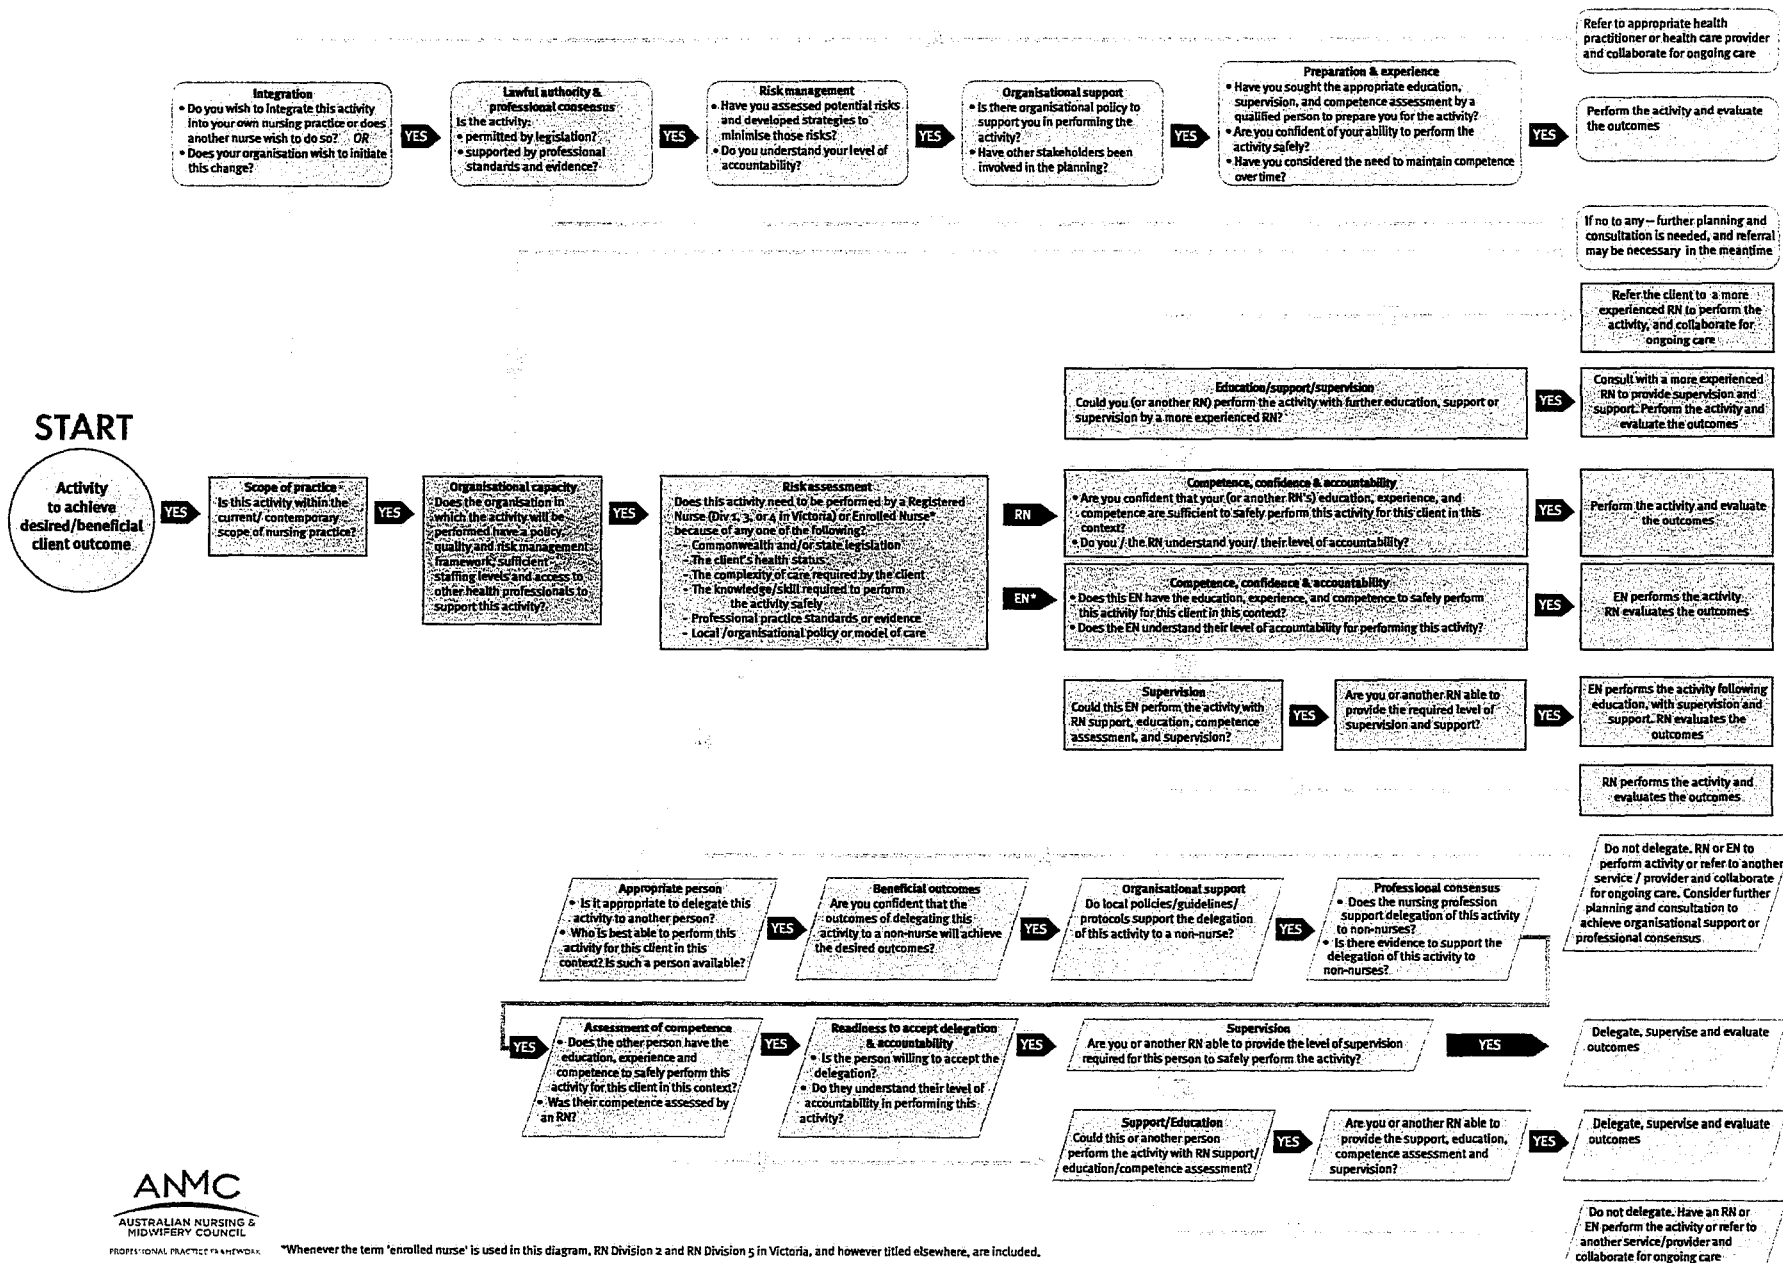 Refer to appropriate health
practitioner or health care provider
and collaborate for ongoing care
Integration
• Do you wish to integrate this activity
into your own nursing practice or does
another nurse wish to do so? OR
• Does your organisation wish to initiate
this change?
YES
Lawful authority &
professional consensus
Is the activity:
• permitted by legislation?
• supported by professional
standards and evidence?
YES
Risk management
• Have you assessed potential risks
and developed strategies to
minimise those risks?
• Do you understand your level of
accountability?
YES
Organisational support
• Is there organisational policy to
support you in performing the
activity?
• Have other stakeholders been
involved in the planning?
YES
Preparation & experience
• Have you sought the appropriate education,
supervision, and competence assessment by a
qualified person to prepare you for the activity?
• Are you confident of your ability to perform the
activity safely?
• Have you considered the need to maintain competence
over time?
YES
Perform the activity and evaluate
the outcomes
If no to any – further planning and
consultation is needed, and referral
may be necessary in the meantime
Refer the client to a more
experienced RN to perform the
activity, and collaborate for
ongoing care
Education/support/supervision
Could you (or another RN) perform the activity with further education, support or
supervision by a more experienced RN?
YES
Consult with a more experienced
RN to provide supervision and
support. Perform the activity and
evaluate the outcomes
START
Activity
to achieve
desired/beneficial
client outcome
YES
Scope of practice
Is this activity within the
current/ contemporary
scope of nursing practice?
YES
Organisational capacity
Does the organisation in
which the activity will be
performed have a policy,
quality and risk management
framework, sufficient
staffing levels and access to
other health professionals to
support this activity?
YES
Risk assessment
Does this activity need to be performed by a Registered
Nurse (Div 1, 3, or 4 in Victoria) or Enrolled Nurse*
because of any one of the following?
– Commonwealth and/or state legislation
– The client's health status
– The complexity of care required by the client
– The knowledge/skill required to perform
the activity safely
– Professional practice standards or evidence
– Local /organisational policy or model of care
RN
Competence, confidence & accountability
• Are you confident that your (or another RN's) education, experience, and
competence are sufficient to safely perform this activity for this client in this
context?
• Do you / the RN understand your/ their level of accountability?
YES
Perform the activity and evaluate
the outcomes
EN*
Competence, confidence & accountability
• Does this EN have the education, experience, and competence to safely perform
this activity for this client in this context?
• Does the EN understand their level of accountability for performing this activity?
YES
EN performs the activity
RN evaluates the outcomes
Supervision
Could this EN perform the activity with
RN support, education, competence
assessment, and supervision?
YES
Are you or another RN able to
provide the required level of
supervision and support?
YES
EN performs the activity following
education, with supervision and
support. RN evaluates the
outcomes
RN performs the activity and
evaluates the outcomes
Do not delegate. RN or EN to
perform activity or refer to another
service / provider and collaborate
for ongoing care. Consider further
planning and consultation to
achieve organisational support or
professional consensus
Appropriate person
• Is it appropriate to delegate this
activity to another person?
• Who is best able to perform this
activity for this client in this
context? Is such a person available?
YES
Beneficial outcomes
Are you confident that the
outcomes of delegating this
activity to a non-nurse will achieve
the desired outcomes?
YES
Organisational support
Do local policies/guidelines/
protocols support the delegation
of this activity to a non-nurse?
YES
Professional consensus
• Does the nursing profession
support delegation of this activity
to non-nurses?
• Is there evidence to support the
delegation of this activity to
non-nurses?
YES
Assessment of competence
• Does the other person have the
education, experience and
competence to safely perform this
activity for this client in this context?
• Was their competence assessed by
an RN?
YES
Readiness to accept delegation
& accountability
• Is the person willing to accept the
delegation?
• Do they understand their level of
accountability in performing this
activity?
YES
Supervision
Are you or another RN able to provide the level of supervision
required for this person to safely perform the activity?
YES
Delegate, supervise and evaluate
outcomes
Support/Education
Could this or another person
perform the activity with RN support/
education/competence assessment?
YES
Are you or another RN able to
provide the support, education,
competence assessment and
supervision?
YES
Delegate, supervise and evaluate
outcomes
Do not delegate. Have an RN or
EN perform the activity or refer to
another service/provider and
collaborate for ongoing care
ANMC
AUSTRALIAN NURSING &
MIDWIFERY COUNCIL
PROFESSIONAL PRACTICE FRAMEWORK
*Whenever the term 'enrolled nurse' is used in this diagram, RN Division 2 and RN Division 5 in Victoria, and however titled elsewhere, are included.